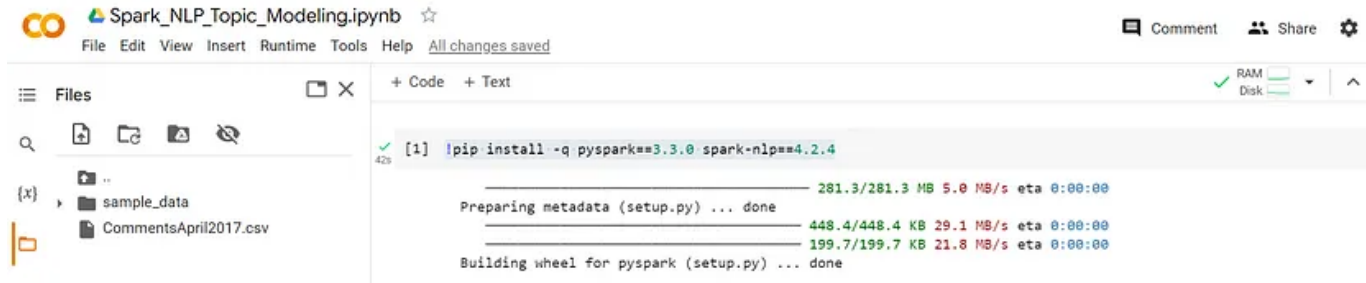 Spark_NLP_Topic_Modeling.ipynb
File Edit View Insert Runtime Tools Help All changes saved
Comment Share
Files
+ Code + Text
RAM
Disk
{x}
..
sample_data
CommentsApril2017.csv
42s
[1] !pip install -q pyspark==3.3.0 spark-nlp==4.2.4
281.3/281.3 MB 5.0 MB/s eta 0:00:00
Preparing metadata (setup.py) ... done
448.4/448.4 KB 29.1 MB/s eta 0:00:00
199.7/199.7 KB 21.8 MB/s eta 0:00:00
Building wheel for pyspark (setup.py) ... done